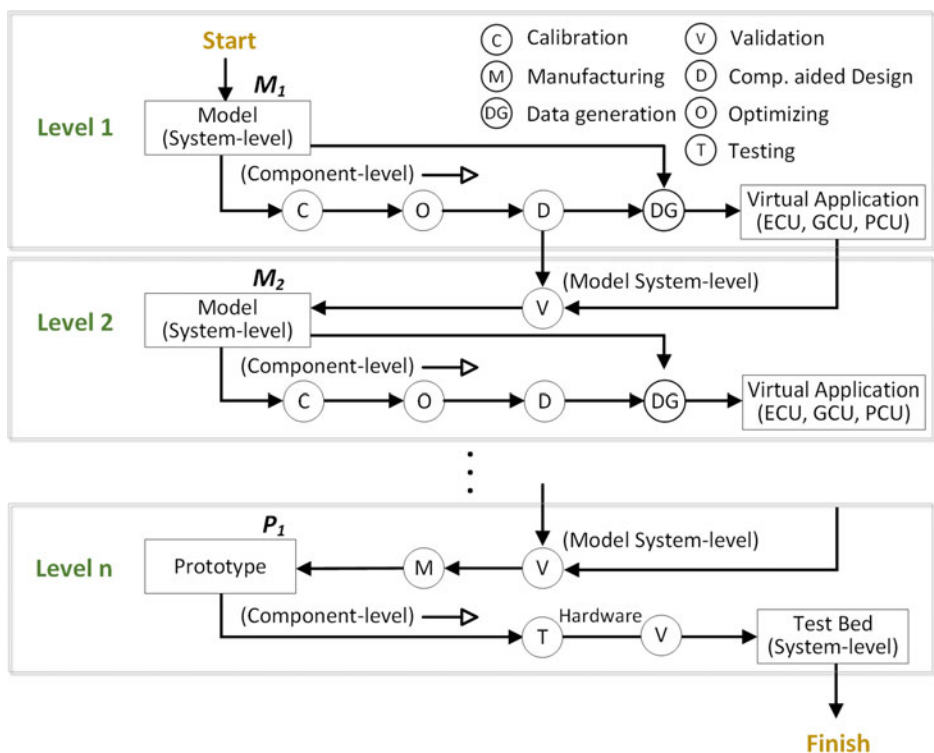 Start
C Calibration
V Validation
M Manufacturing
D Comp. aided Design
DG Data generation
O Optimizing
T Testing
Level 1
M1
Model
(System-level)
(Component-level)
C
O
D
DG
Virtual Application
(ECU, GCU, PCU)
Level 2
M2
Model
(System-level)
V
(Model System-level)
(Component-level)
C
O
D
DG
Virtual Application
(ECU, GCU, PCU)
Level n
P1
Prototype
M
V
(Model System-level)
(Component-level)
T
Hardware
V
Test Bed
(System-level)
Finish